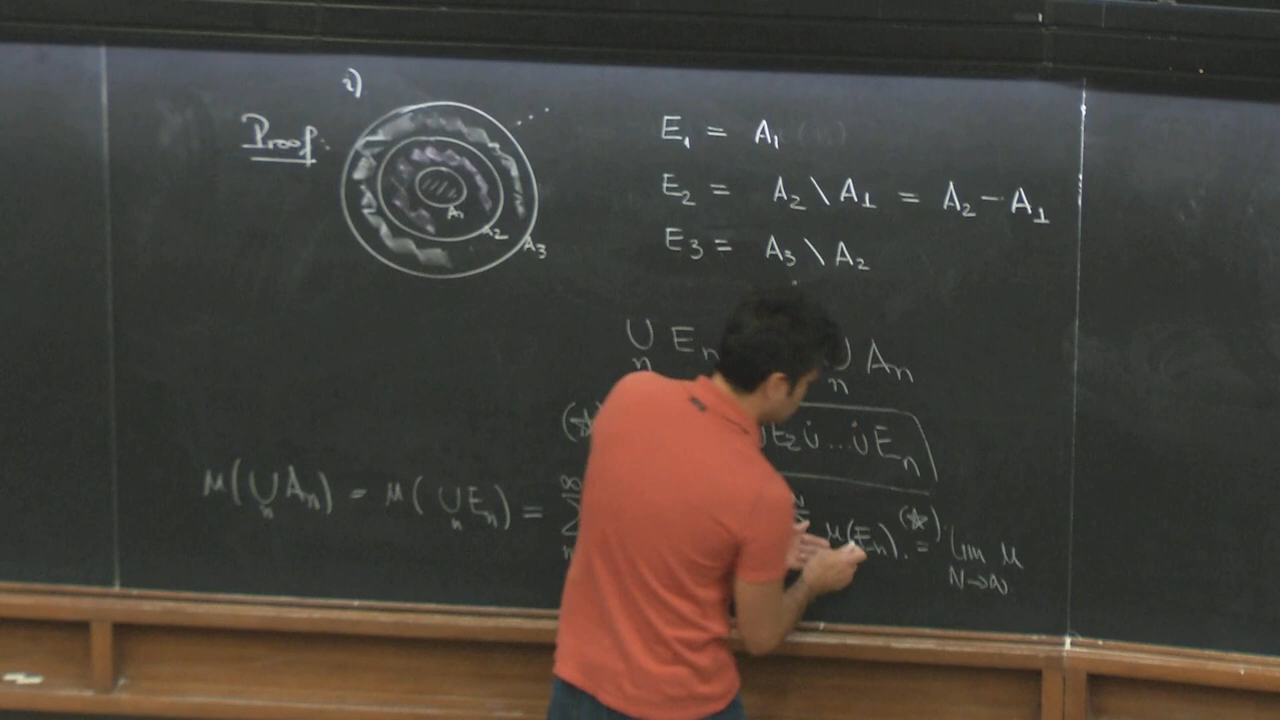 i)
Proof.
A₁
A₂
A₃
E₁ = A₁
E₂ = A₂ \ A₁ = A₂ − A₁
E₃ = A₃ \ A₂
∪ₙ Eₙ ∪ₙ Aₙ
(☆) E₂ ∪̇ ... ∪̇ Eₙ
μ(∪ₙ Aₙ) = μ(∪ₙ Eₙ) = ∑ ∞ μ(Eₙ) (☆) = lim N→∞ μ